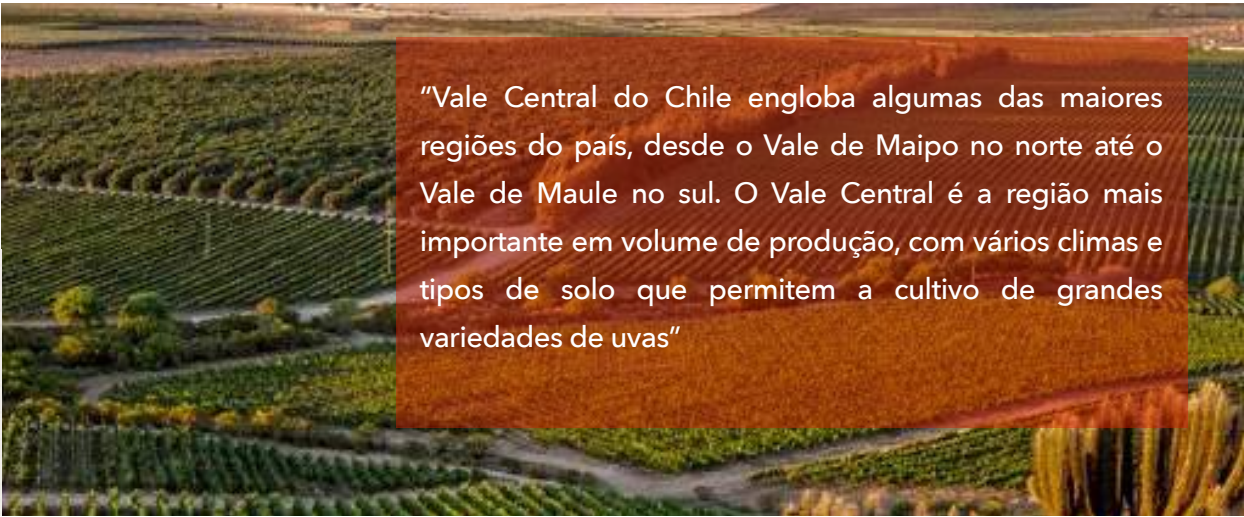 “Vale Central do Chile engloba algumas das maiores
regiões do país, desde o Vale de Maipo no norte até o
Vale de Maule no sul. O Vale Central é a região mais
importante em volume de produção, com vários climas e
tipos de solo que permitem a cultivo de grandes
variedades de uvas”